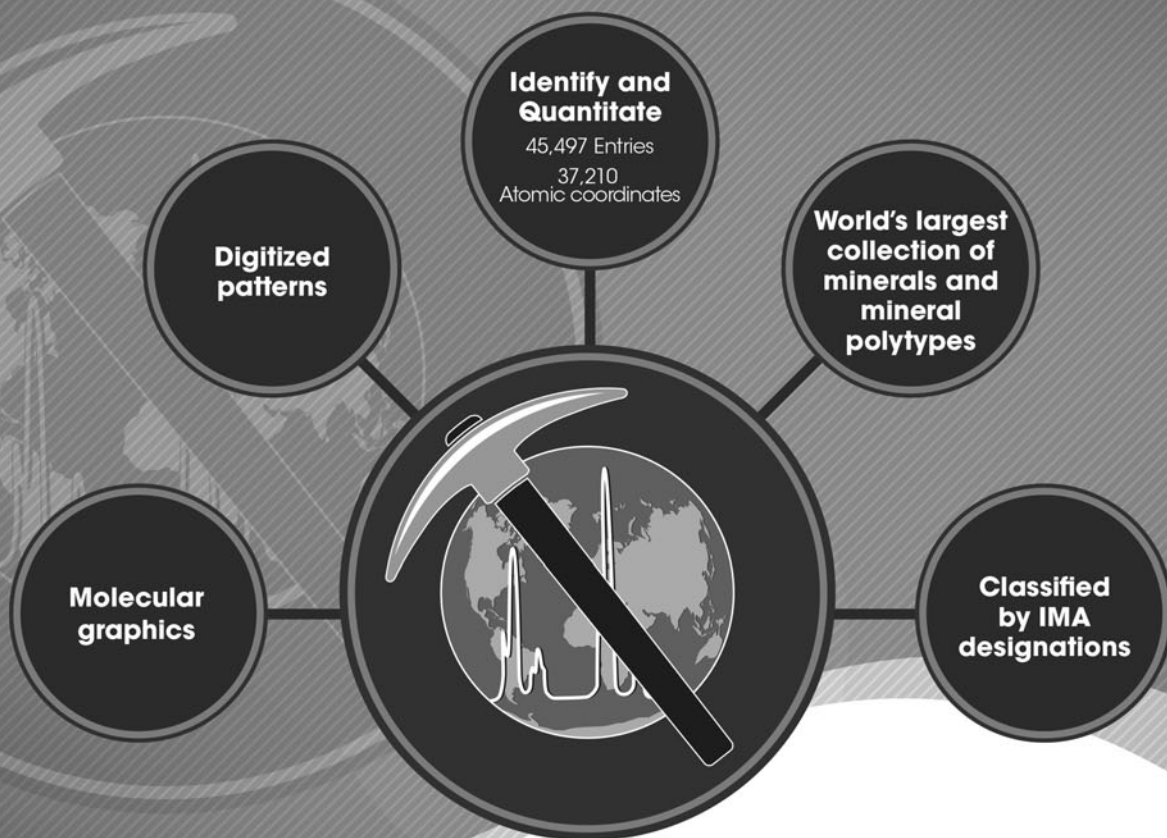 Identify and
Quantitate
45,497 Entries
37,210
Atomic coordinates
Digitized
patterns
World's largest
collection of
minerals and
mineral
polytypes
Molecular
graphics
Classified
by IMA
designations